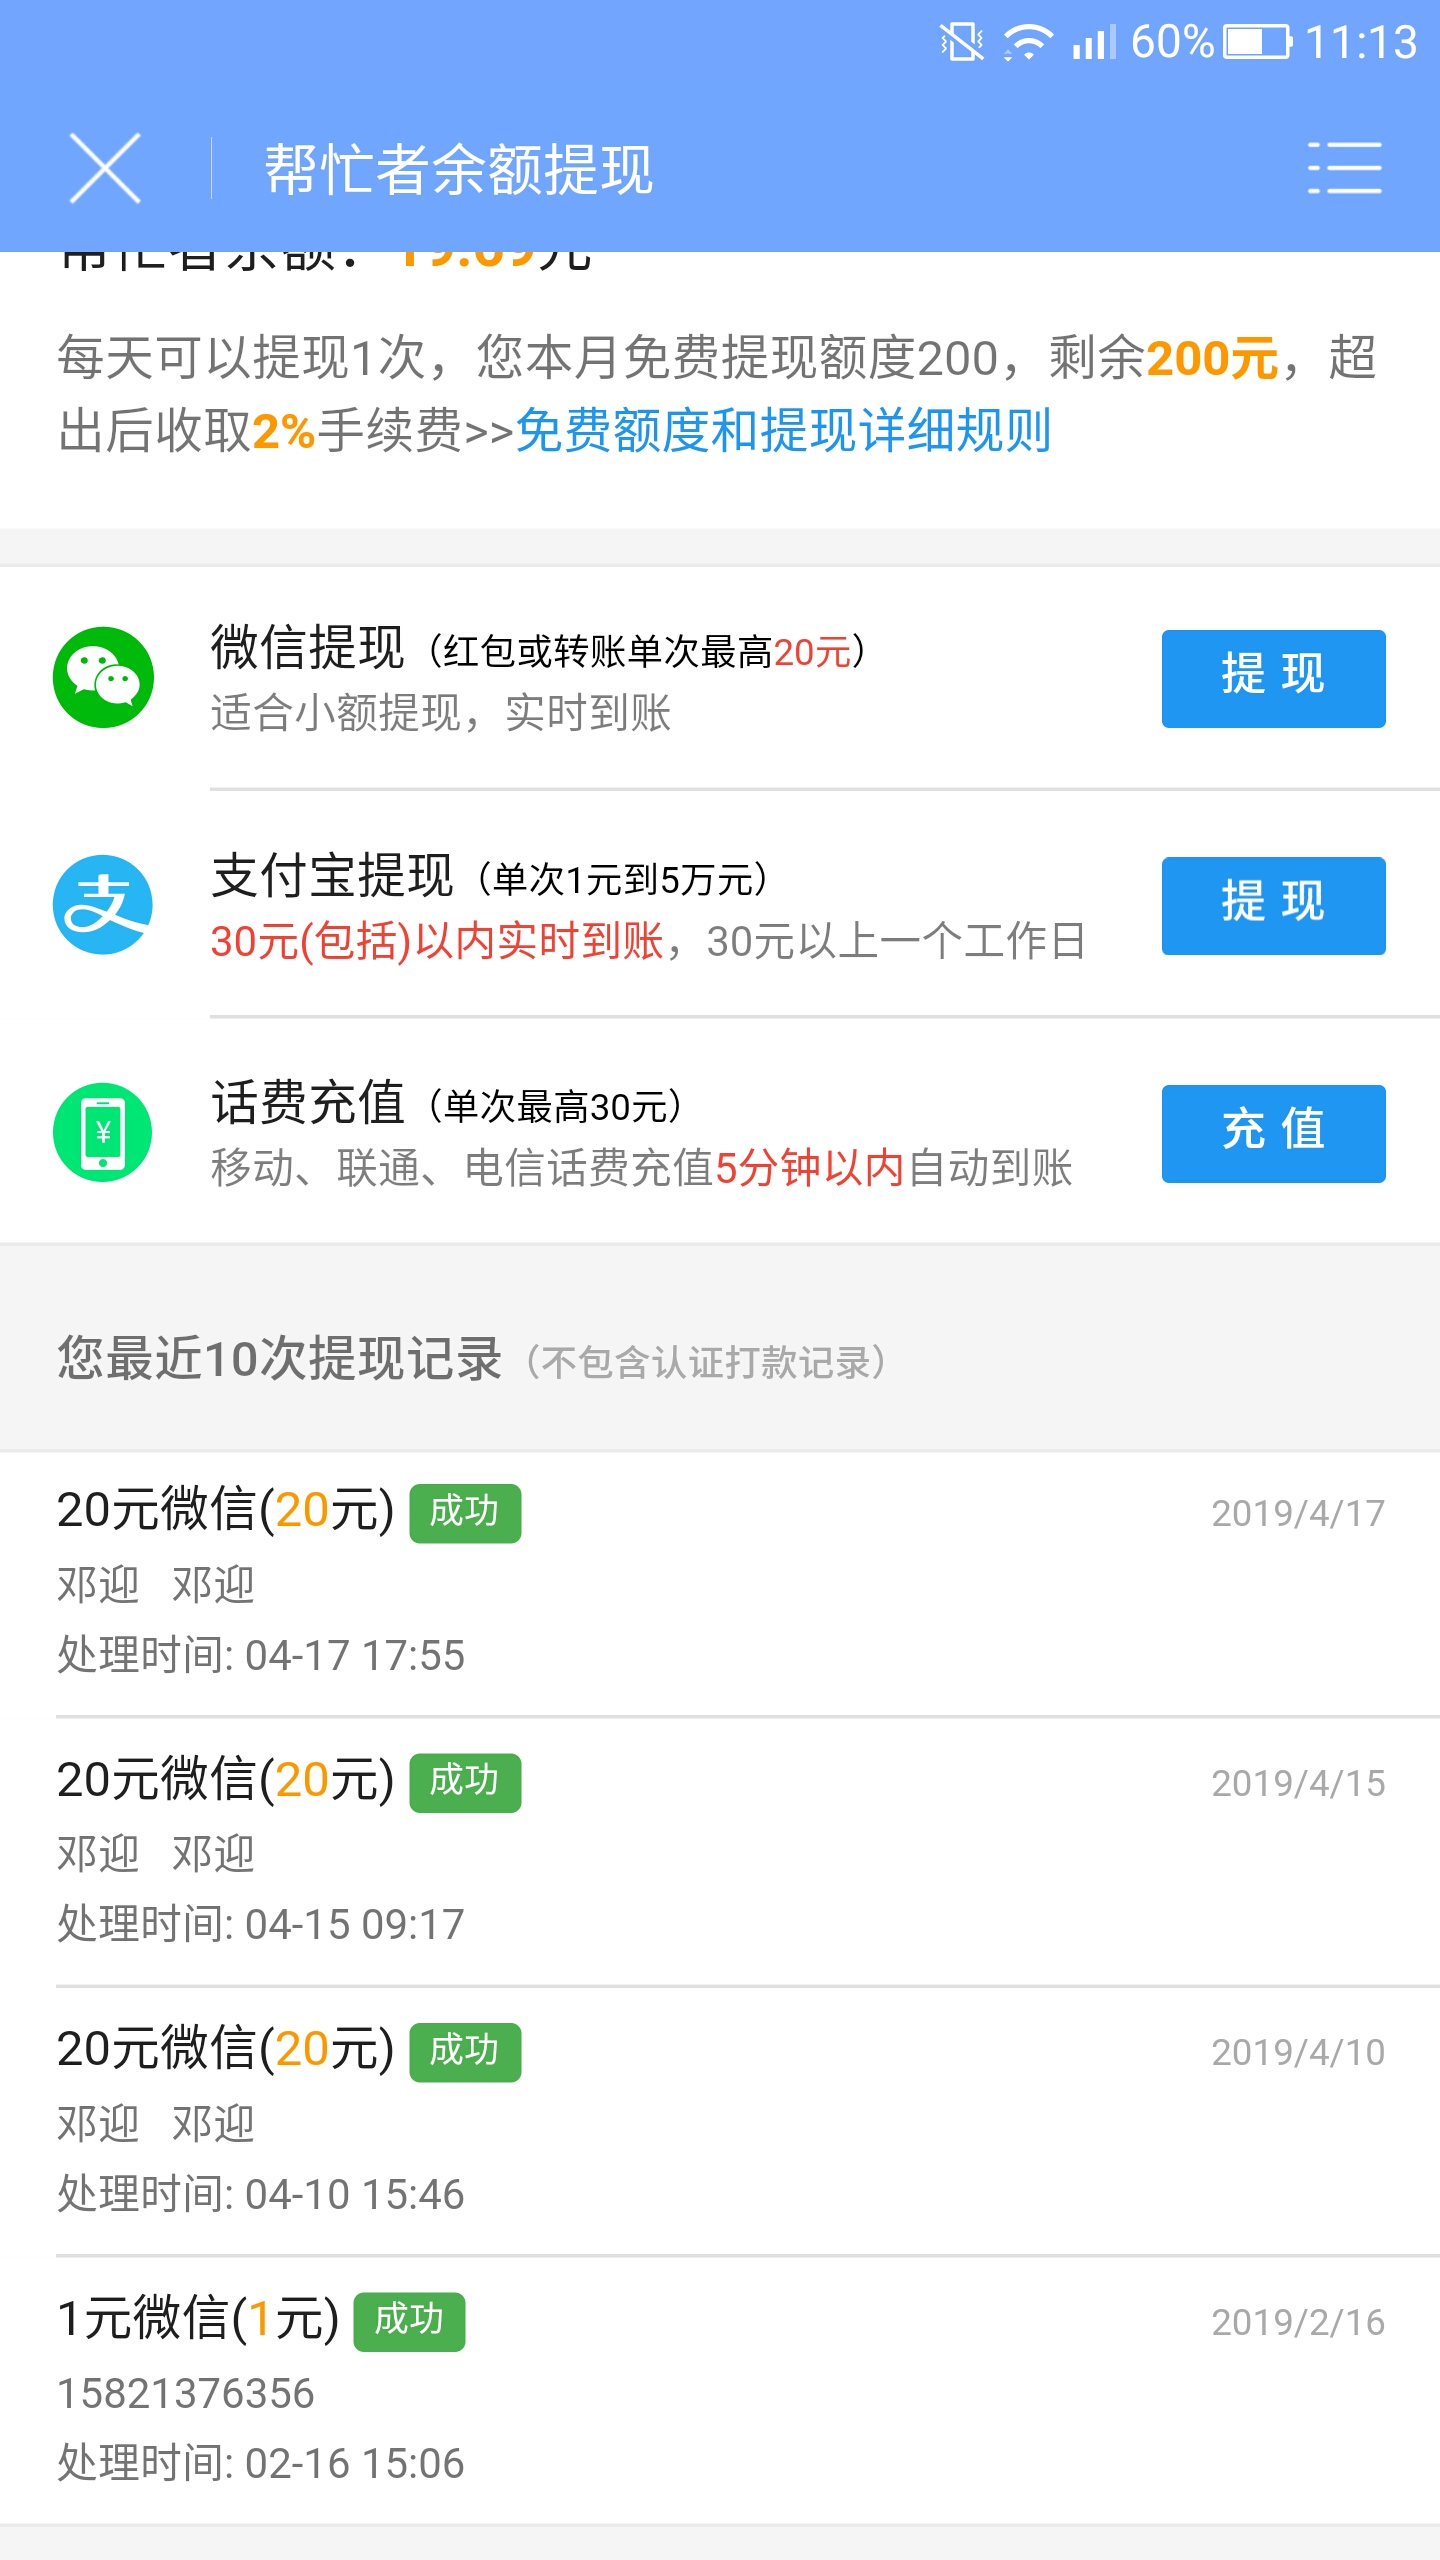 60% 11:13
帮忙者余额提现
帮忙者余额：
每天可以提现1次，您本月免费提现额度200，剩余200元，超
出后收取2%手续费>>免费额度和提现详细规则
微信提现（红包或转账单次最高20元）
适合小额提现，实时到账
提 现
支付宝提现（单次1元到5万元）
30元(包括)以内实时到账，30元以上一个工作日
提 现
话费充值（单次最高30元）
移动、联通、电信话费充值5分钟以内自动到账
充 值
您最近10次提现记录（不包含认证打款记录）
20元微信(20元) 成功 2019/4/17
邓迎 邓迎
处理时间: 04-17 17:55
20元微信(20元) 成功 2019/4/15
邓迎 邓迎
处理时间: 04-15 09:17
20元微信(20元) 成功 2019/4/10
邓迎 邓迎
处理时间: 04-10 15:46
1元微信(1元) 成功 2019/2/16
15821376356
处理时间: 02-16 15:06